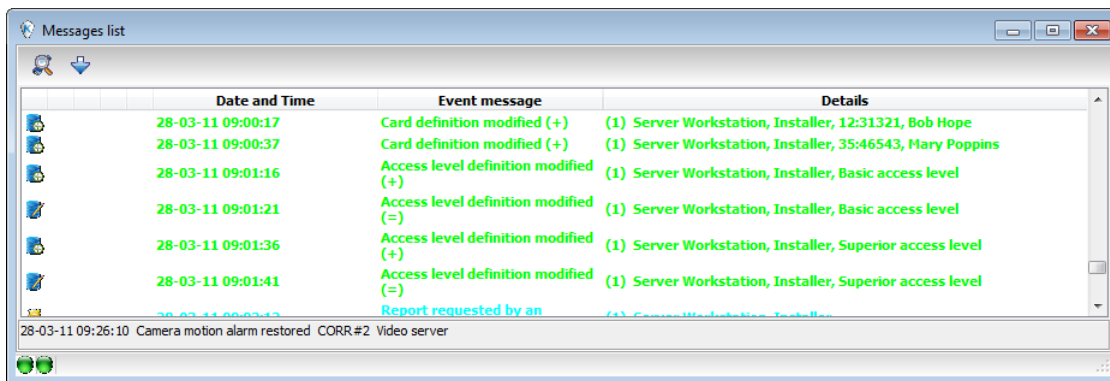 Messages list
Date and Time Event message Details
28-03-11 09:00:17 Card definition modified (+) (1) Server Workstation, Installer, 12:31321, Bob Hope
28-03-11 09:00:37 Card definition modified (+) (1) Server Workstation, Installer, 35:46543, Mary Poppins
28-03-11 09:01:16 Access level definition modified (+) (1) Server Workstation, Installer, Basic access level
28-03-11 09:01:21 Access level definition modified (=) (1) Server Workstation, Installer, Basic access level
28-03-11 09:01:36 Access level definition modified (+) (1) Server Workstation, Installer, Superior access level
28-03-11 09:01:41 Access level definition modified (=) (1) Server Workstation, Installer, Superior access level
Report requested by an (1) Server Workstation, Installer
28-03-11 09:26:10 Camera motion alarm restored CORR#2 Video server